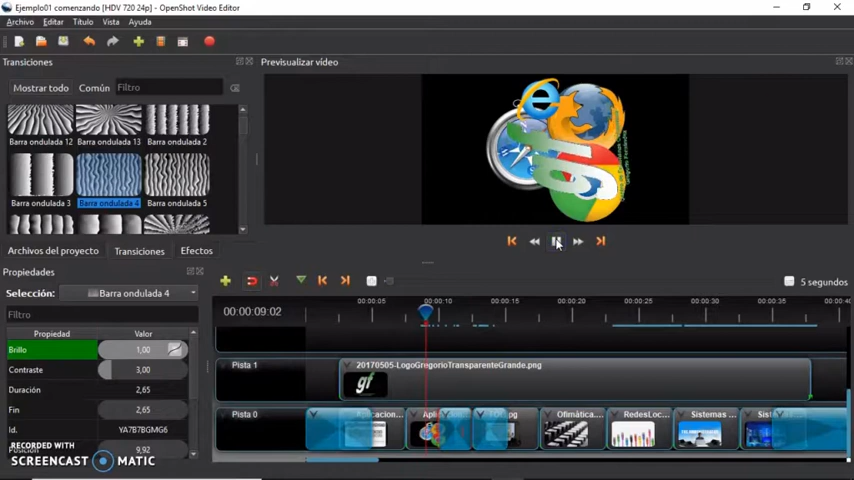 Ejemplo01 comenzando [HDV 720 24p] - OpenShot Video Editor
Archivo Editar Título Vista Ayuda
Transiciones
Previsualizar vídeo
Mostrar todo Común Filtro
Barra ondulada 12 Barra ondulada 13 Barra ondulada 2
Barra ondulada 3 Barra ondulada 4 Barra ondulada 5
gf
Archivos del proyecto Transiciones Efectos
Propiedades
Selección: Barra ondulada 4
5 segundos
Filtro
00:00:09:02
00:00:05 00:00:10 00:00:15 00:00:20 00:00:25 00:00:30 00:00:35 00:00:40
Propiedad Valor
Brillo 1,00
Contraste 3,00
Duración 2,65
Fin 2,65
Id. YA7B7BGMG6
Posición 9,92
Pista 1
20170505-LogoGregorioTransparenteGrande.png
gf
Pista 0
Ofimática... RedesLoc... Sistemas
RECORDED WITH
SCREENCAST MATIC